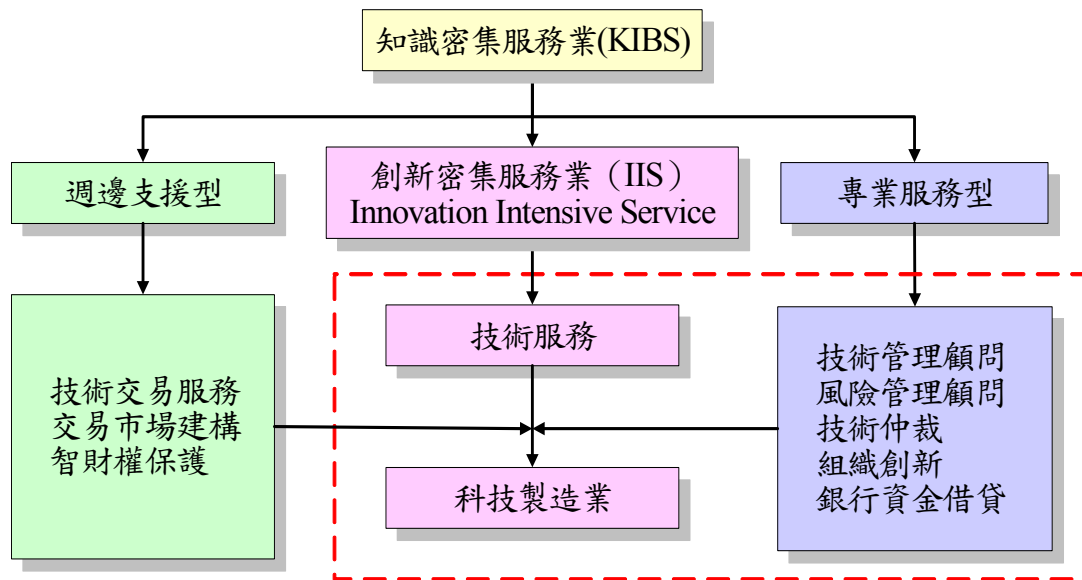 知識密集服務業(KIBS)
週邊支援型
創新密集服務業（IIS）
Innovation Intensive Service
專業服務型
技術交易服務
交易市場建構
智財權保護
技術服務
科技製造業
技術管理顧問
風險管理顧問
技術仲裁
組織創新
銀行資金借貸